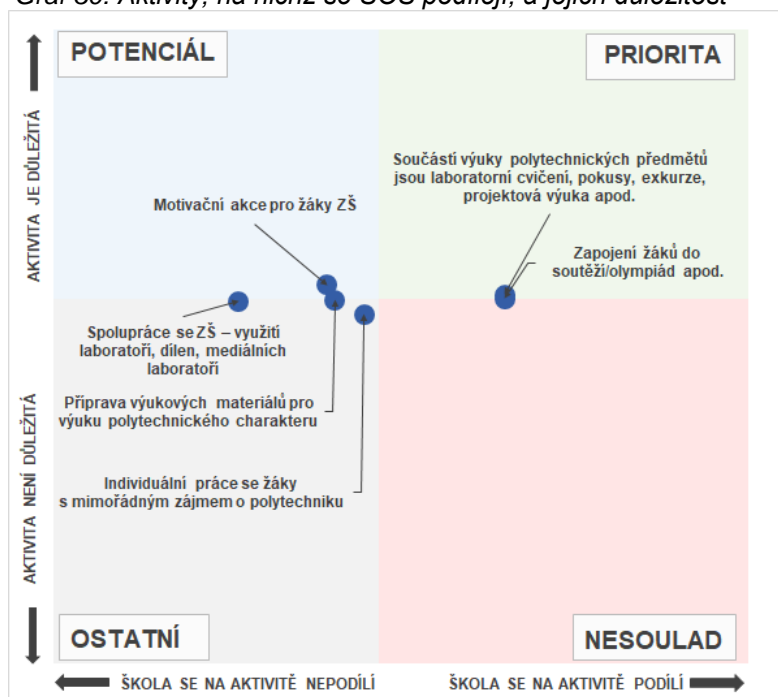 Graf 39: Aktivity, na nichž se SOŠ podílejí, a jejich důležitost
POTENCIÁL
PRIORITA
AKTIVITA JE DŮLEŽITÁ
Součástí výuky polytechnických předmětů
jsou laboratorní cvičení, pokusy, exkurze,
projektová výuka apod.
Motivační akce pro žáky ZŠ
Zapojení žáků do
soutěží/olympiád apod.
Spolupráce se ZŠ – využití
laboratoří, dílen, mediálních
laboratoří
Příprava výukových materiálů pro
výuku polytechnického charakteru
Individuální práce se žáky
s mimořádným zájmem o polytechniku
AKTIVITA NENÍ DŮLEŽITÁ
OSTATNÍ
NESOULAD
ŠKOLA SE NA AKTIVITĚ NEPODÍLÍ
ŠKOLA SE NA AKTIVITĚ PODÍLÍ